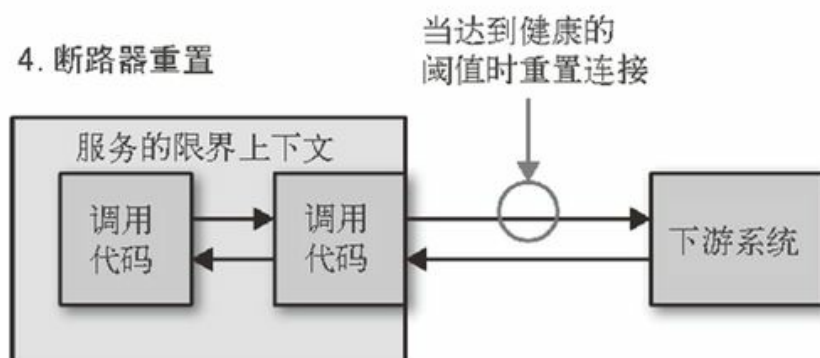 4. 断路器重置
当达到健康的
阈值时重置连接
服务的限界上下文
调用
代码
调用
代码
下游系统